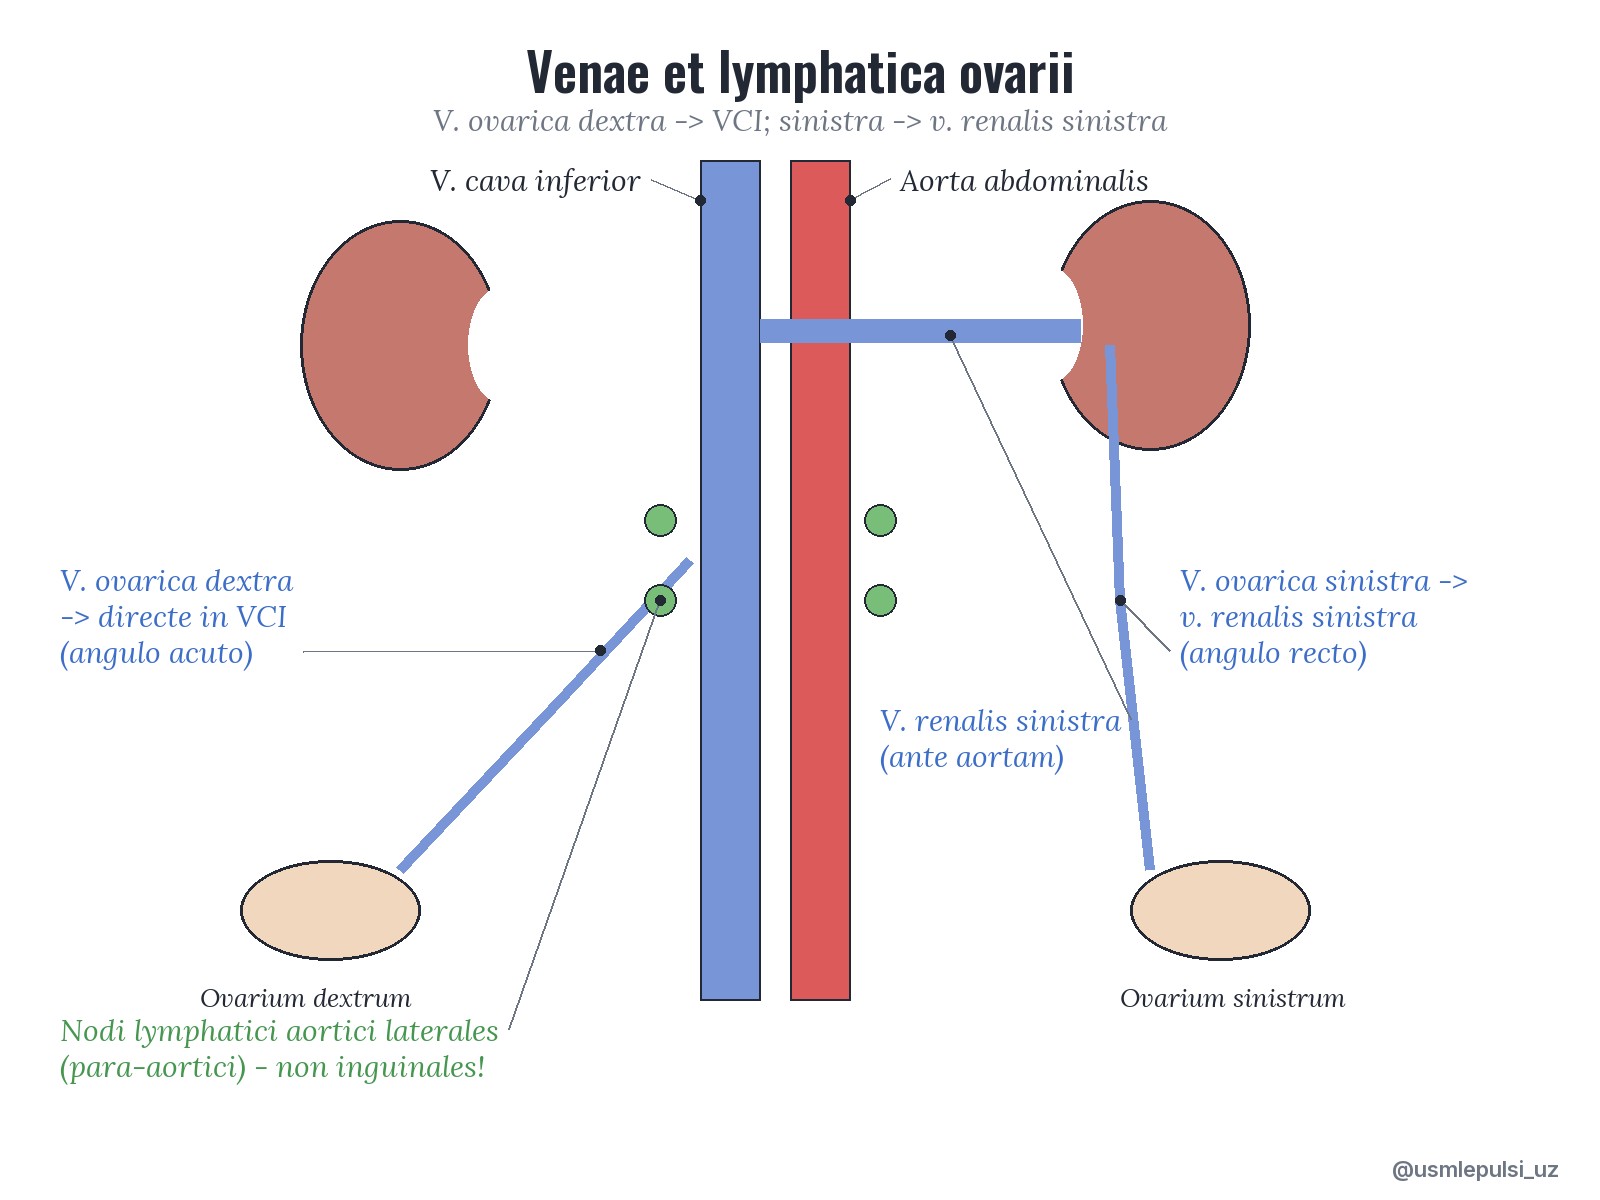 Venae et lymphatica ovarii
V. ovarica dextra -> VCI; sinistra -> v. renalis sinistra
V. cava inferior
Aorta abdominalis
V. ovarica dextra
-> directe in VCI
(angulo acuto)
V. ovarica sinistra ->
v. renalis sinistra
(angulo recto)
V. renalis sinistra
(ante aortam)
Ovarium dextrum
Ovarium sinistrum
Nodi lymphatici aortici laterales
(para-aortici) - non inguinales!
@usmlepulsi_uz